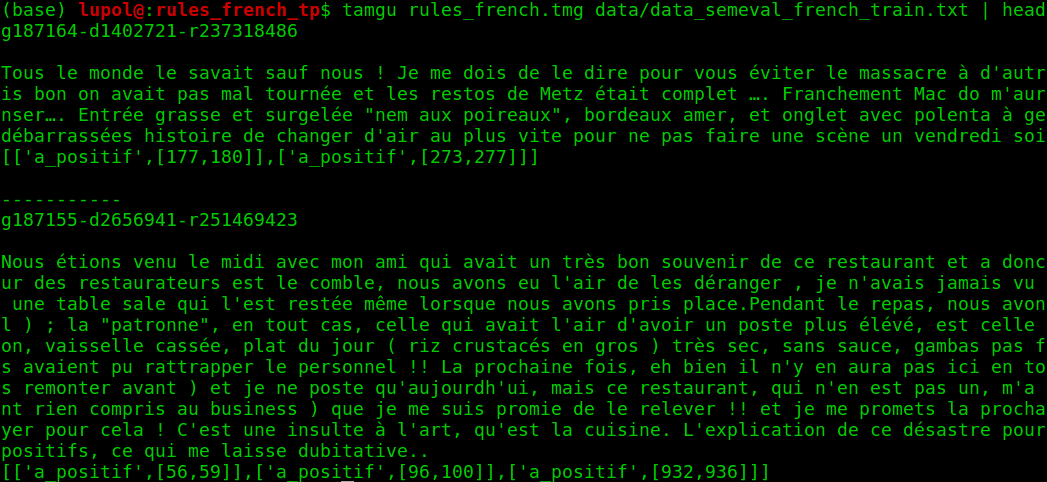 (base) lupol@:rules_french_tp$ tamgu rules_french.tmg data/data_semeval_french_train.txt | head
g187164-d1402721-r237318486
Tous le monde le savait sauf nous ! Je me dois de le dire pour vous éviter le massacre à d'autr
is bon on avait pas mal tournée et les restos de Metz était complet …. Franchement Mac do m'aur
nser…. Entrée grasse et surgelée "nem aux poireaux", bordeaux amer, et onglet avec polenta à ge
débarrassées histoire de changer d'air au plus vite pour ne pas faire une scène un vendredi soi
[['a_positif',[177,180]],['a_positif',[273,277]]]
-----------
g187155-d2656941-r251469423
Nous étions venu le midi avec mon ami qui avait un très bon souvenir de ce restaurant et a donc
ur des restaurateurs est le comble, nous avons eu l'air de les déranger , je n'avais jamais vu
une table sale qui l'est restée même lorsque nous avons pris place.Pendant le repas, nous avon
l ) ; la "patronne", en tout cas, celle qui avait l'air d'avoir un poste plus élévé, est celle
on, vaisselle cassée, plat du jour ( riz crustacés en gros ) très sec, sans sauce, gambas pas f
s avaient pu rattrapper le personnel !! La prochaine fois, eh bien il n'y en aura pas ici en to
s remonter avant ) et je ne poste qu'aujourdh'ui, mais ce restaurant, qui n'en est pas un, m'a
nt rien compris au business ) que je me suis promie de le relever !! et je me promets la procha
yer pour cela ! C'est une insulte à l'art, qu'est la cuisine. L'explication de ce désastre pour
positifs, ce qui me laisse dubitative..
[['a_positif',[56,59]],['a_positif',[96,100]],['a_positif',[932,936]]]